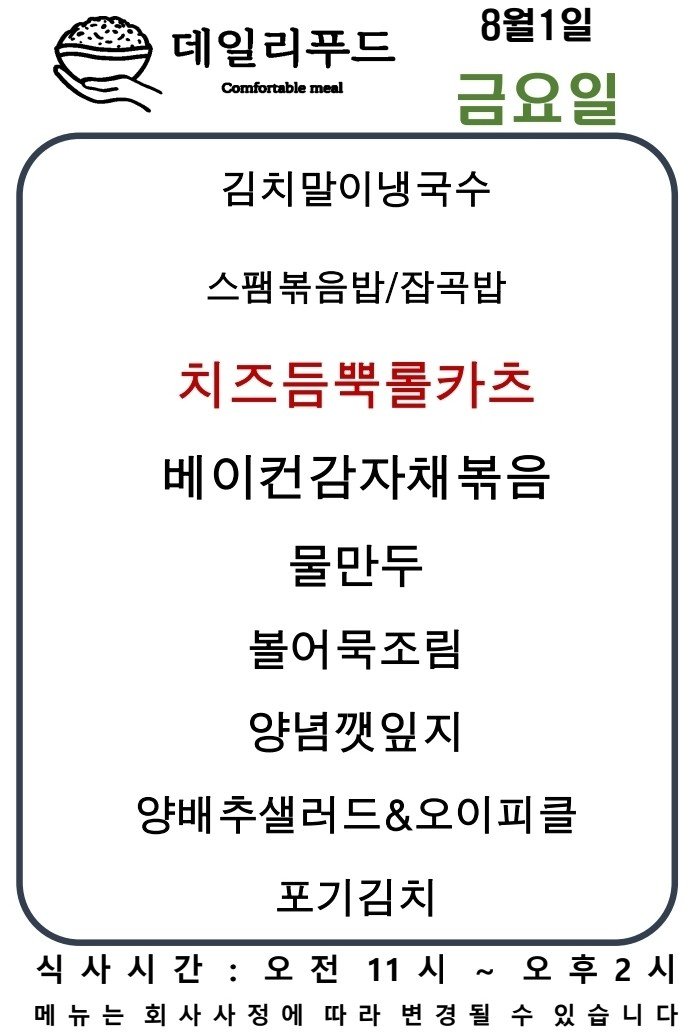 데일리푸드
Comfortable meal
8월1일
금요일
김치말이냉국수
스팸볶음밥/잡곡밥
치즈듬뿍롤카츠
베이컨감자채볶음
물만두
볼어묵조림
양념깻잎지
양배추샐러드&오이피클
포기김치
식사시간 : 오전 11시 ~ 오후 2시
메뉴는 회사사정에 따라 변경될 수 있습니다